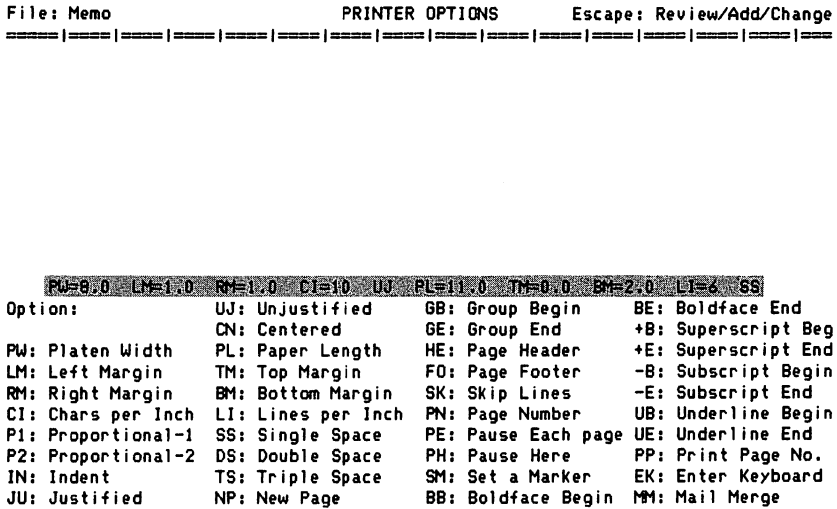 File: Memo PRINTER OPTIONS Escape: Review/Add/Change
=====|====|====|====|====|====|====|====|====|====|====|====|====|====|====|===
PW=8.0 LM=1.0 RM=1.0 CI=10 UJ PL=11.0 TM=0.0 BM=2.0 LI=6 SS
Option: UJ: Unjustified GB: Group Begin BE: Boldface End
CN: Centered GE: Group End +B: Superscript Beg
PW: Platen Width PL: Paper Length HE: Page Header +E: Superscript End
LM: Left Margin TM: Top Margin FO: Page Footer -B: Subscript Begin
RM: Right Margin BM: Bottom Margin SK: Skip Lines -E: Subscript End
CI: Chars per Inch LI: Lines per Inch PN: Page Number UB: Underline Begin
P1: Proportional-1 SS: Single Space PE: Pause Each page UE: Underline End
P2: Proportional-2 DS: Double Space PH: Pause Here PP: Print Page No.
IN: Indent TS: Triple Space SM: Set a Marker EK: Enter Keyboard
JU: Justified NP: New Page BB: Boldface Begin MM: Mail Merge